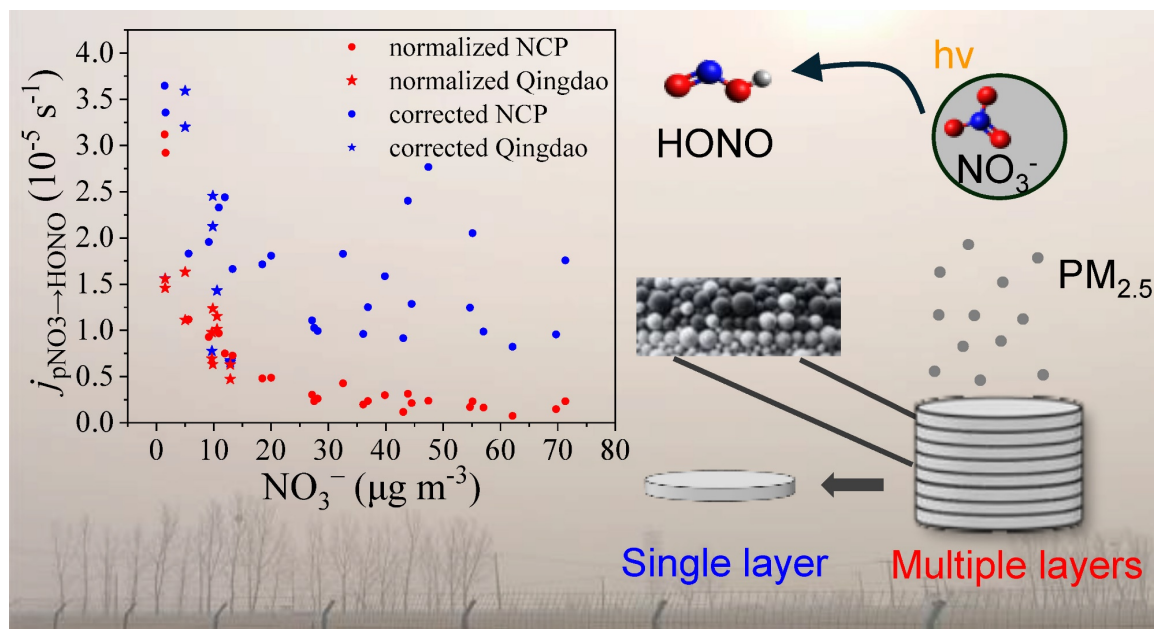 4.0
3.5
3.0
2.5
2.0
1.5
1.0
0.5
0.0
j_pNO3→HONO (10⁻⁵ s⁻¹)
normalized NCP
normalized Qingdao
corrected NCP
corrected Qingdao
0 10 20 30 40 50 60 70 80
NO₃⁻ (μg m⁻³)
hν
HONO
NO₃⁻
PM₂.₅
Single layer
Multiple layers